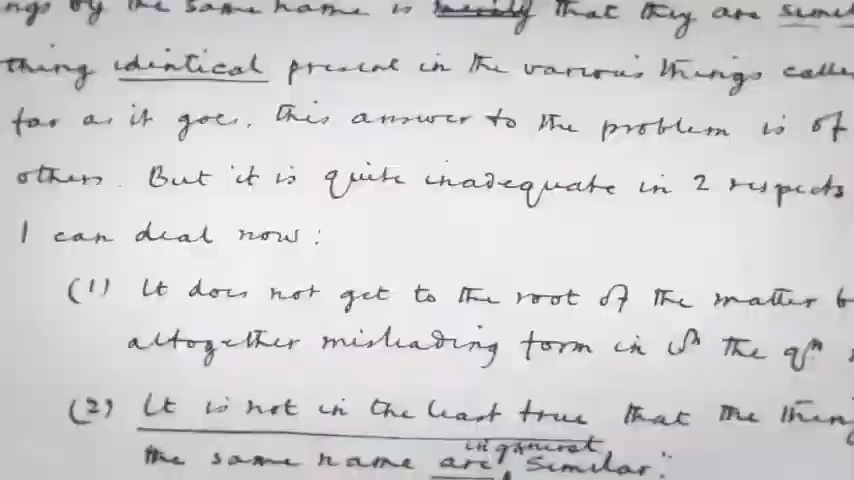 ngs by the same name is merely that they are simil
thing identical present in the various things calle
far as it goes, this answer to the problem is of
others. But it is quite inadequate in 2 respects
I can deal now:
(1) It does not get to the root of the matter b
altogether misleading form in wh the qn
(2) It is not in the least true that the thin
in general
the same name are, similar: